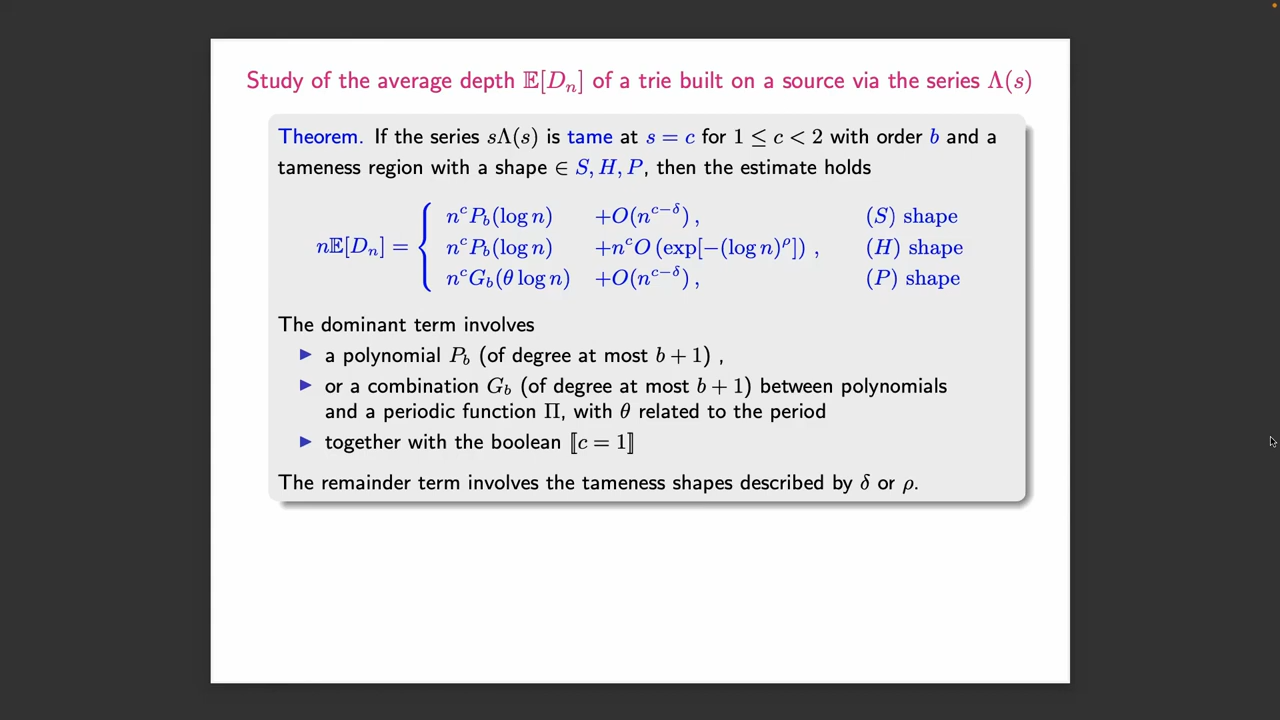 Study of the average depth 𝔼[Dₙ] of a trie built on a source via the series Λ(s)
Theorem. If the series sΛ(s) is tame at s = c for 1 ≤ c < 2 with order b and a
tameness region with a shape ∈ S, H, P, then the estimate holds
n𝔼[Dₙ] = { n^c P_b(log n) +O(n^{c−δ}) , (S) shape
n^c P_b(log n) +n^c O (exp[−(log n)^ρ]) , (H) shape
n^c G_b(θ log n) +O(n^{c−δ}) , (P) shape
The dominant term involves
▶ a polynomial P_b (of degree at most b + 1) ,
▶ or a combination G_b (of degree at most b + 1) between polynomials
and a periodic function Π, with θ related to the period
▶ together with the boolean ⟦c = 1⟧
The remainder term involves the tameness shapes described by δ or ρ.